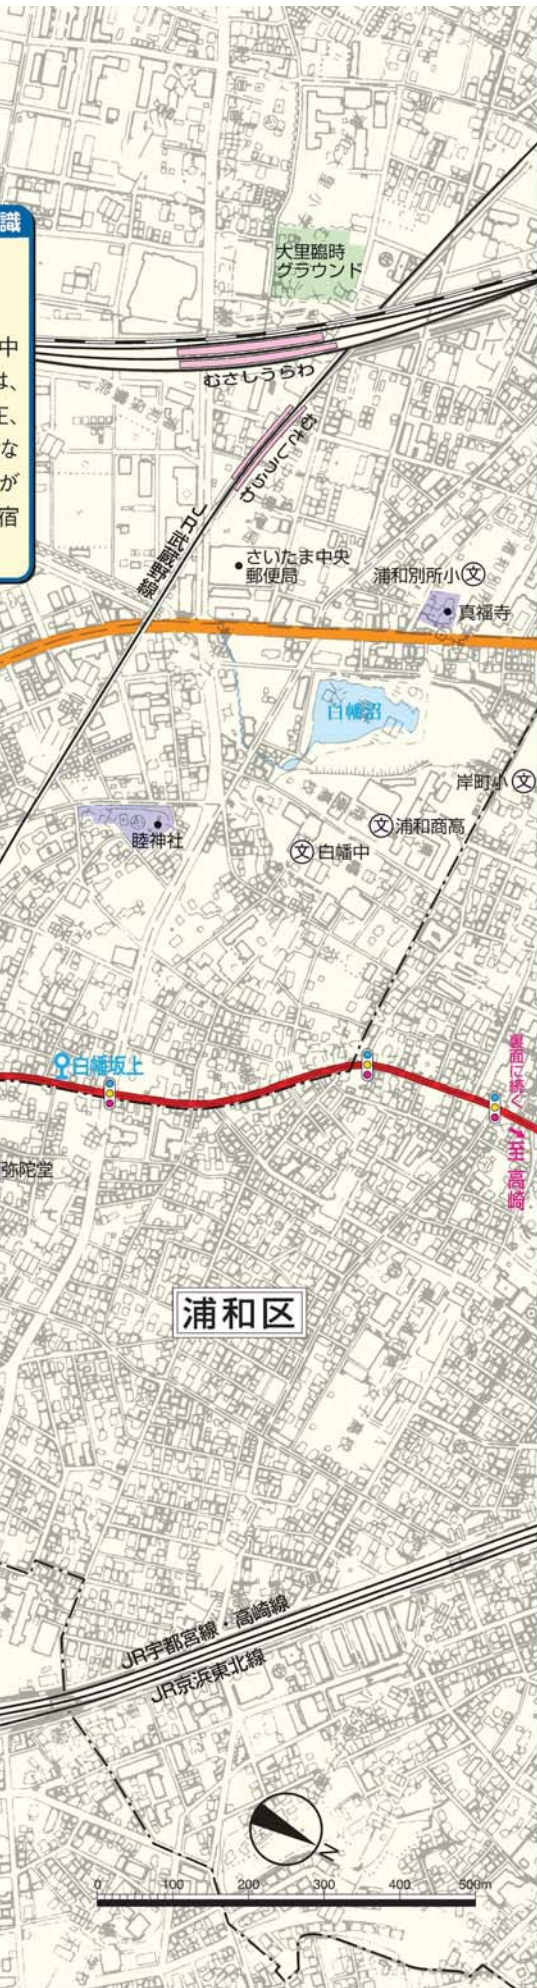 識
中
は、
王、
な
が
宿
大里臨時
グラウンド
むさしうらわ
むさしうらわ
JR武蔵野線
さいたま中央
郵便局
浦和別所小 文
真福寺
白幡沼
岸町小 文
文 浦和商高
文 白幡中
睦神社
白幡坂上
裏面に続く
至 高崎
弥陀堂
浦和区
JR宇都宮線・高崎線
JR京浜東北線
N
0 100 200 300 400 500m